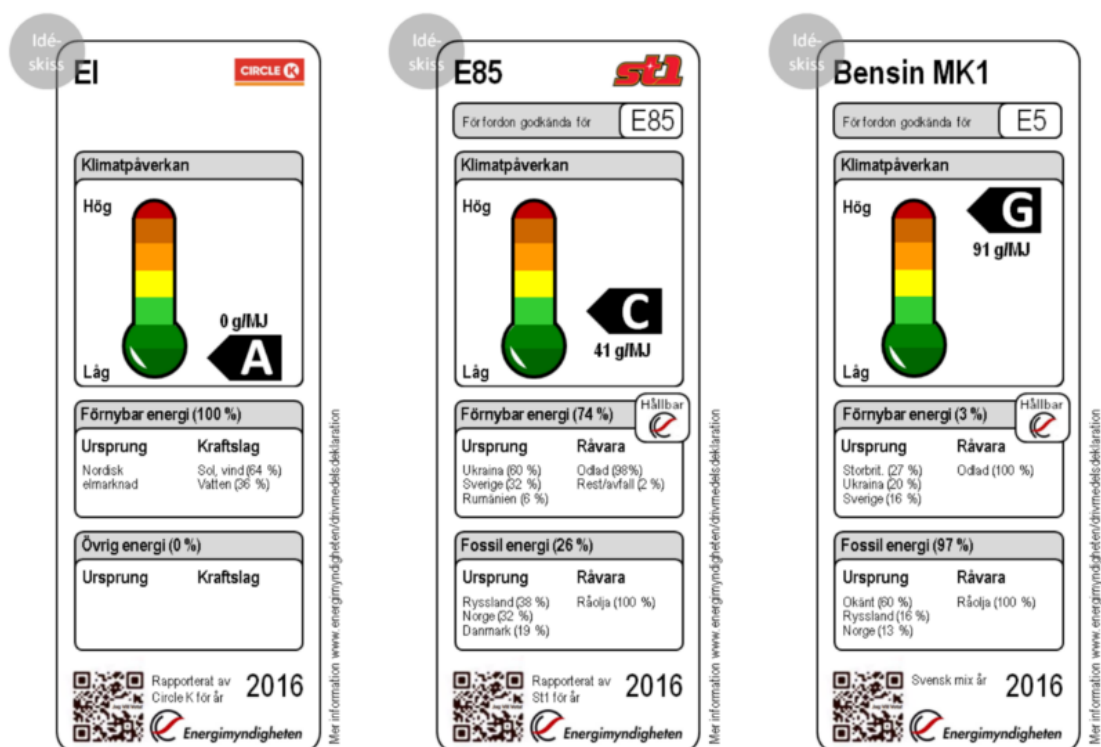 Idé-
skiss
El
CIRCLE K
Klimatpåverkan
Hög
0 g/MJ
A
Låg
Förnybar energi (100 %)
Ursprung Kraftslag
Nordisk Sol, vind (64 %)
elmarknad Vatten (36 %)
Övrig energi (0 %)
Ursprung Kraftslag
Rapporterat av
Circle K för år
2016
Energimyndigheten
Mer information www.energimyndigheten/drivmedelsdeklaration
Idé-
skiss
E85
st1
För fordon godkända för E85
Klimatpåverkan
Hög
C
41 g/MJ
Låg
Förnybar energi (74 %)
Hållbar
Ursprung Råvara
Ukraina (60 %) Odlad (98%)
Sverige (32 %) Rest/avfall (2 %)
Rumänien (6 %)
Fossil energi (26 %)
Ursprung Råvara
Ryssland (38 %) Råolja (100 %)
Norge (32 %)
Danmark (19 %)
Rapporterat av
St1 för år
2016
Energimyndigheten
Mer information www.energimyndigheten/drivmedelsdeklaration
Idé-
skiss
Bensin MK1
För fordon godkända för E5
Klimatpåverkan
Hög
G
91 g/MJ
Låg
Förnybar energi (3 %)
Hållbar
Ursprung Råvara
Storbrit. (27 %) Odlad (100 %)
Ukraina (20 %)
Sverige (16 %)
Fossil energi (97 %)
Ursprung Råvara
Okänt (60 %) Råolja (100 %)
Ryssland (16 %)
Norge (13 %)
Svensk mix år
2016
Energimyndigheten
Mer information www.energimyndigheten/drivmedelsdeklaration